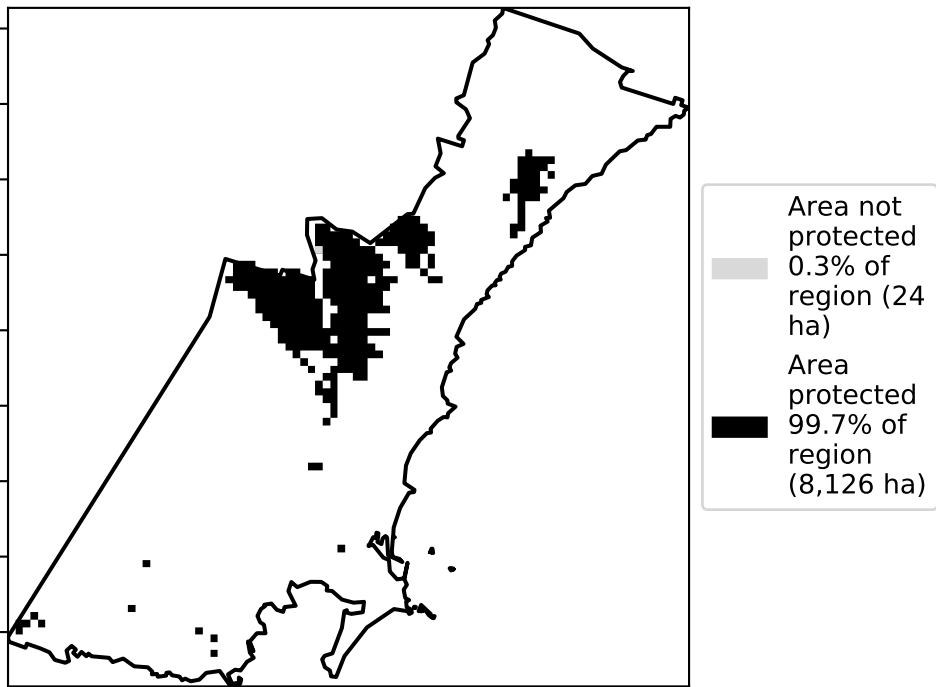 Area not
protected
0.3% of
region (24
ha)
Area
protected
99.7% of
region
(8,126 ha)